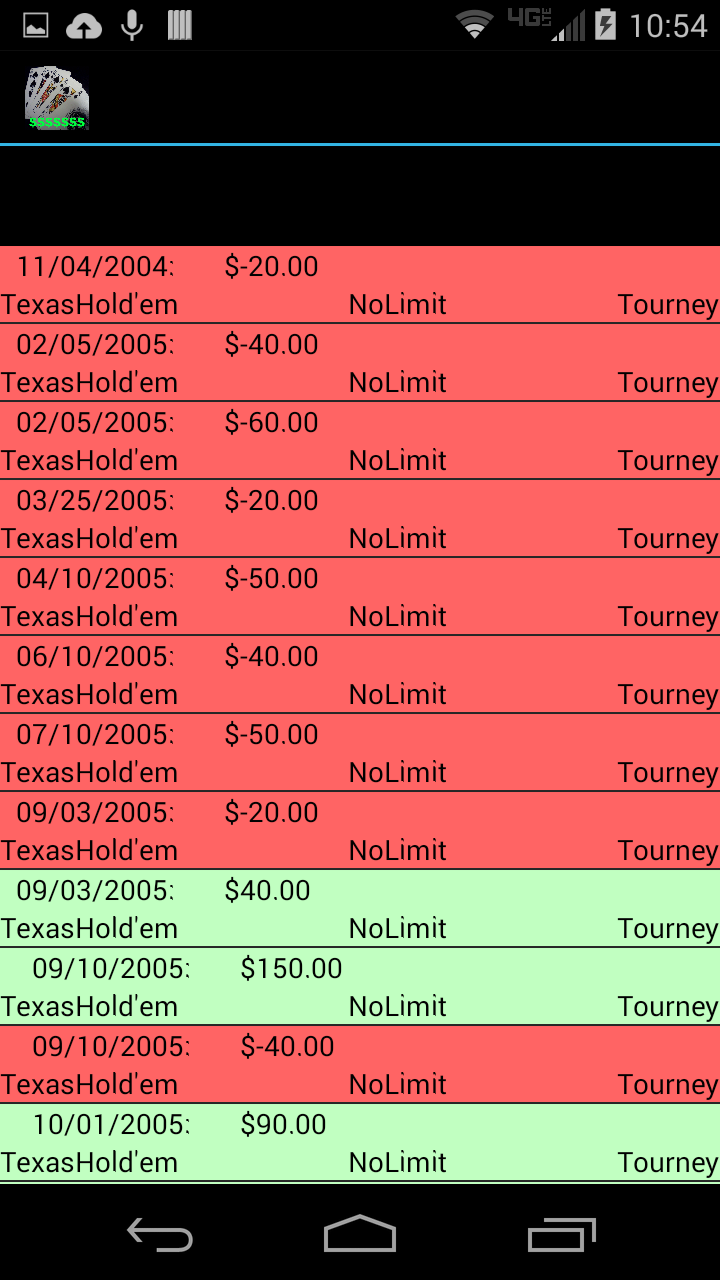 4G LTE 10:54
$$$$$$$
11/04/2004: $-20.00
TexasHold'em NoLimit Tourney
02/05/2005: $-40.00
TexasHold'em NoLimit Tourney
02/05/2005: $-60.00
TexasHold'em NoLimit Tourney
03/25/2005: $-20.00
TexasHold'em NoLimit Tourney
04/10/2005: $-50.00
TexasHold'em NoLimit Tourney
06/10/2005: $-40.00
TexasHold'em NoLimit Tourney
07/10/2005: $-50.00
TexasHold'em NoLimit Tourney
09/03/2005: $-20.00
TexasHold'em NoLimit Tourney
09/03/2005: $40.00
TexasHold'em NoLimit Tourney
09/10/2005: $150.00
TexasHold'em NoLimit Tourney
09/10/2005: $-40.00
TexasHold'em NoLimit Tourney
10/01/2005: $90.00
TexasHold'em NoLimit Tourney